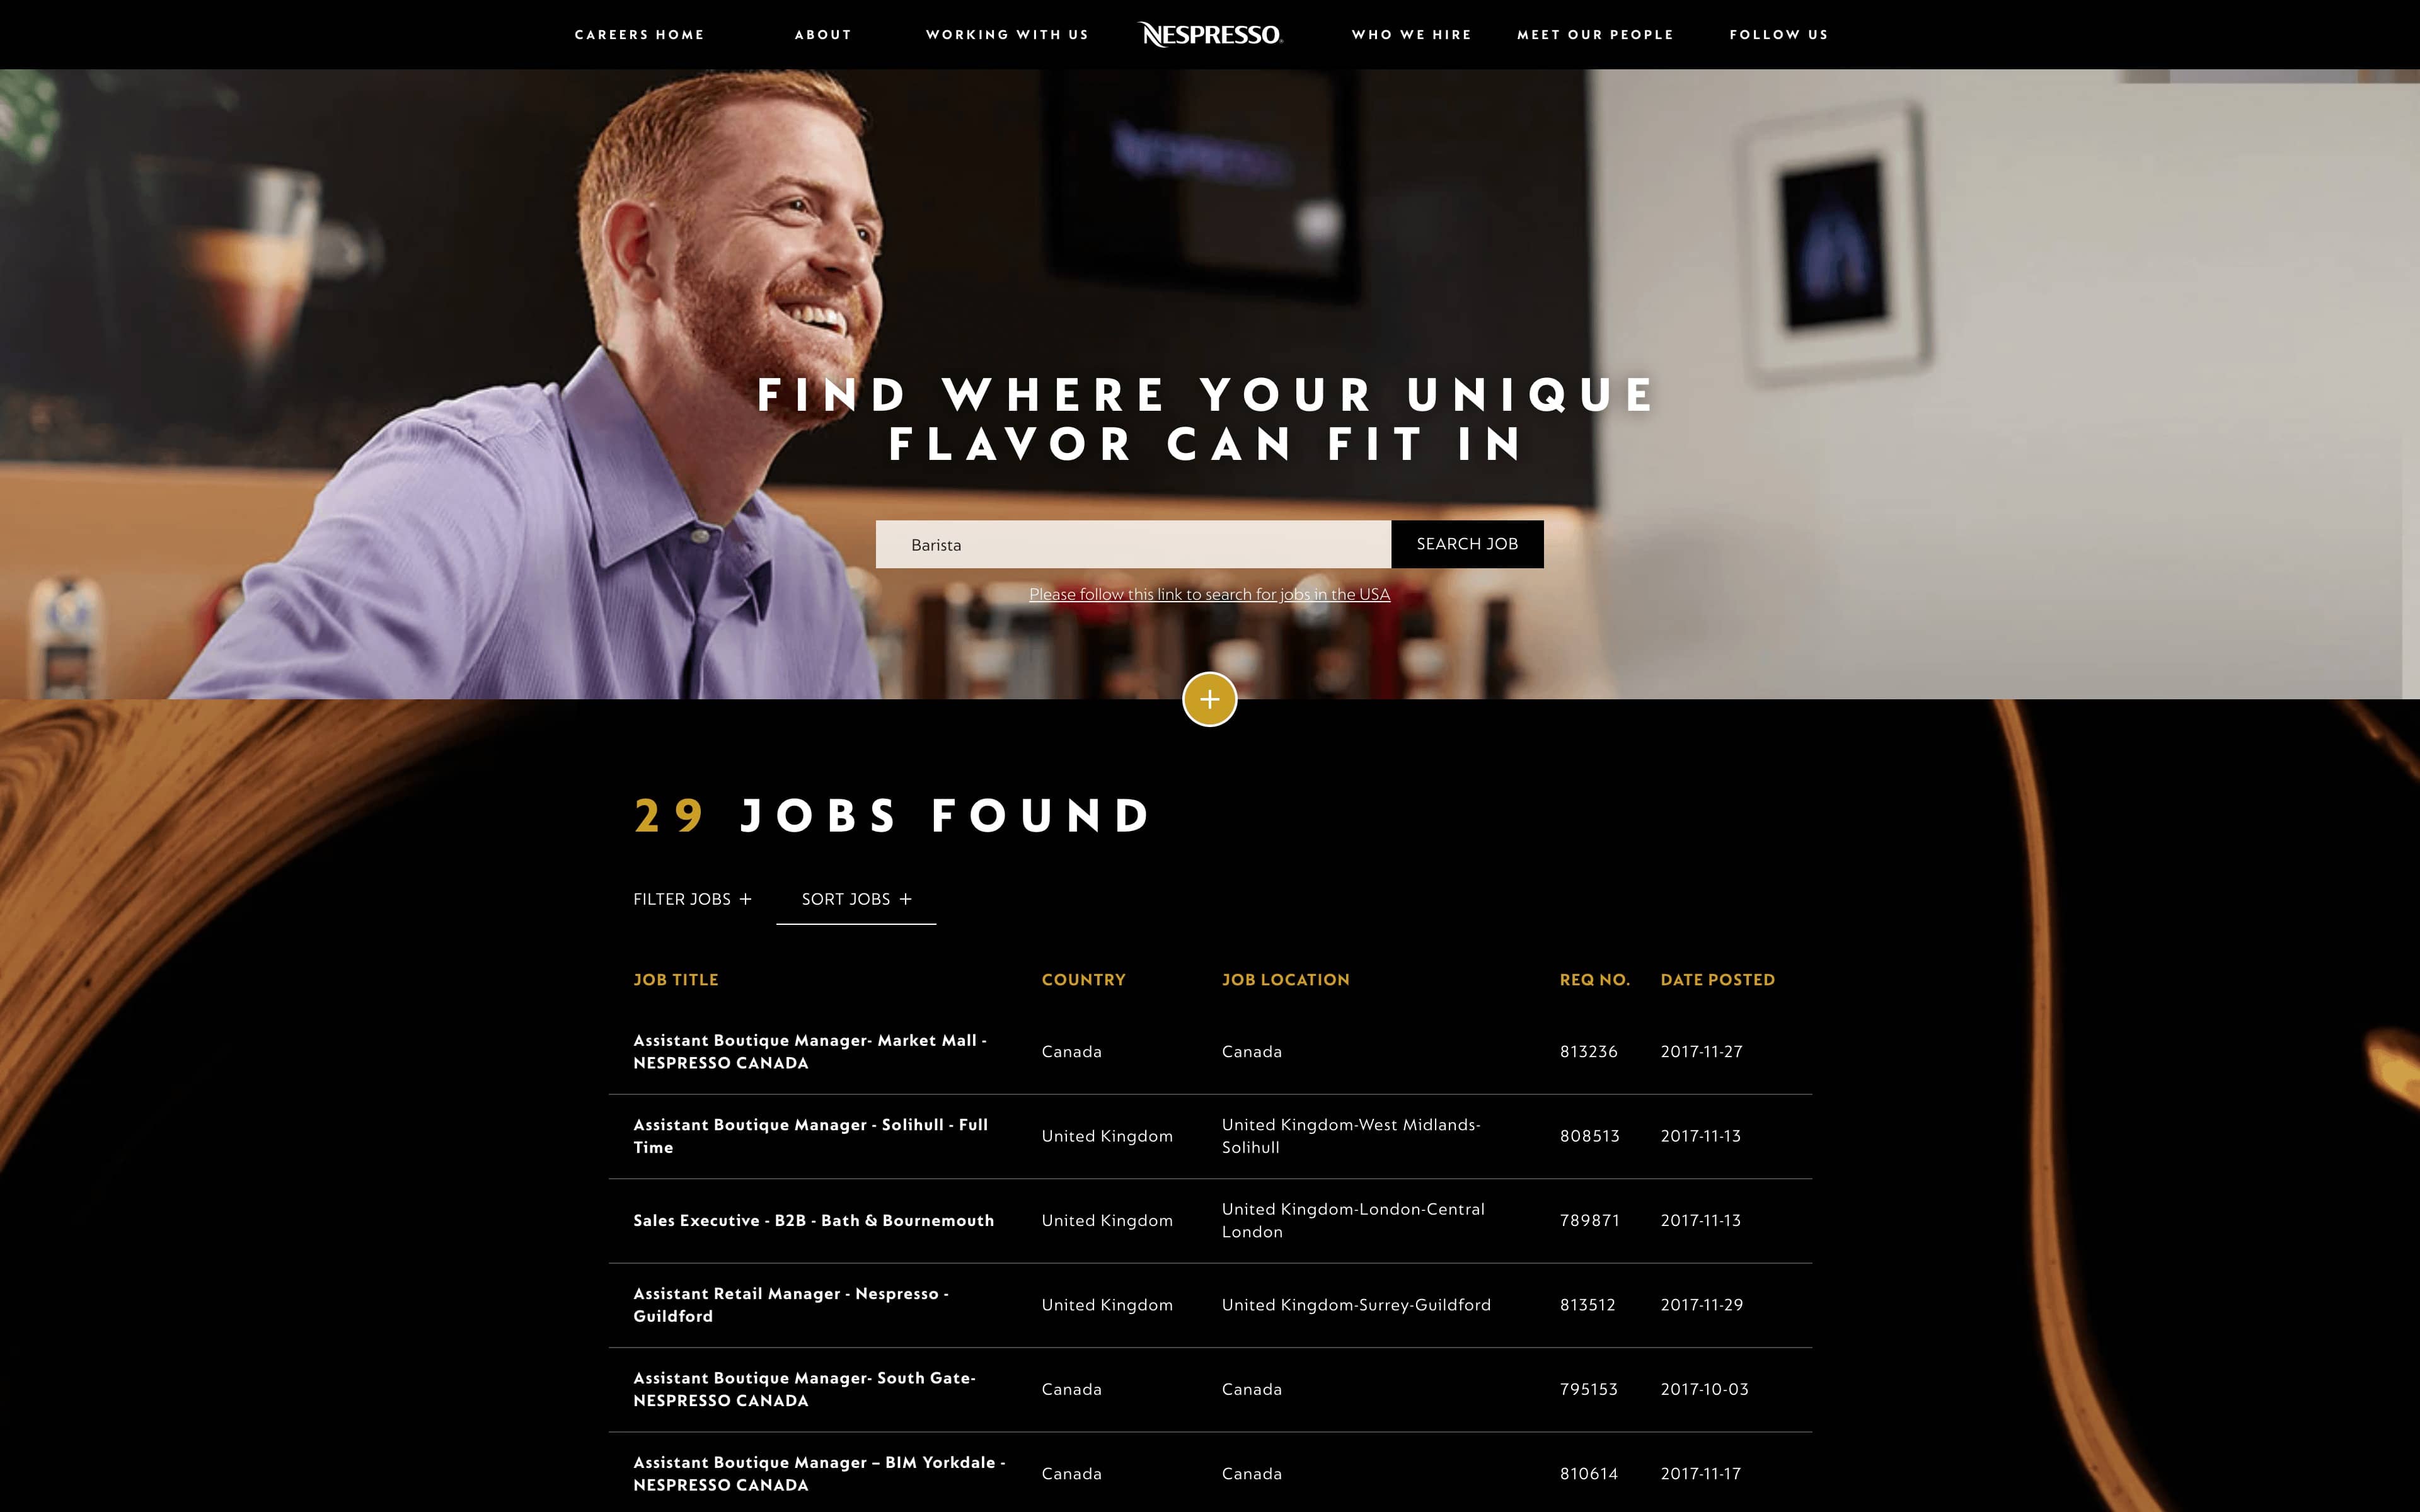 CAREERS HOME
ABOUT
WORKING WITH US
NESPRESSO
WHO WE HIRE
MEET OUR PEOPLE
FOLLOW US
NESPRESSO
FIND WHERE YOUR UNIQUE
FLAVOR CAN FIT IN
Barista
SEARCH JOB
Please follow this link to search for jobs in the USA
29 JOBS FOUND
FILTER JOBS +
SORT JOBS +
JOB TITLE COUNTRY JOB LOCATION REQ NO. DATE POSTED
Assistant Boutique Manager- Market Mall -
NESPRESSO CANADA
Canada
Canada
813236
2017-11-27
Assistant Boutique Manager - Solihull - Full
Time
United Kingdom
United Kingdom-West Midlands-
Solihull
808513
2017-11-13
Sales Executive - B2B - Bath & Bournemouth
United Kingdom
United Kingdom-London-Central
London
789871
2017-11-13
Assistant Retail Manager - Nespresso -
Guildford
United Kingdom
United Kingdom-Surrey-Guildford
813512
2017-11-29
Assistant Boutique Manager- South Gate-
NESPRESSO CANADA
Canada
Canada
795153
2017-10-03
Assistant Boutique Manager – BIM Yorkdale -
NESPRESSO CANADA
Canada
Canada
810614
2017-11-17